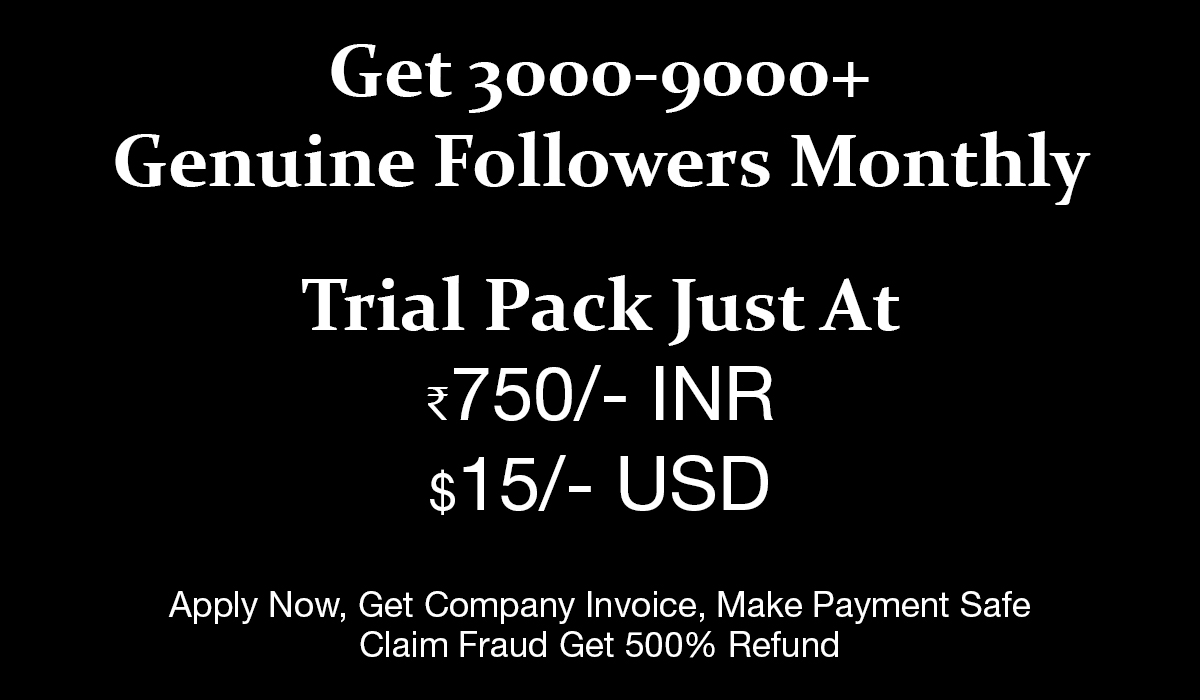 Get 3000-9000+
Genuine Followers Monthly
Trial Pack Just At
₹750/- INR
$15/- USD
Apply Now, Get Company Invoice, Make Payment Safe
Claim Fraud Get 500% Refund